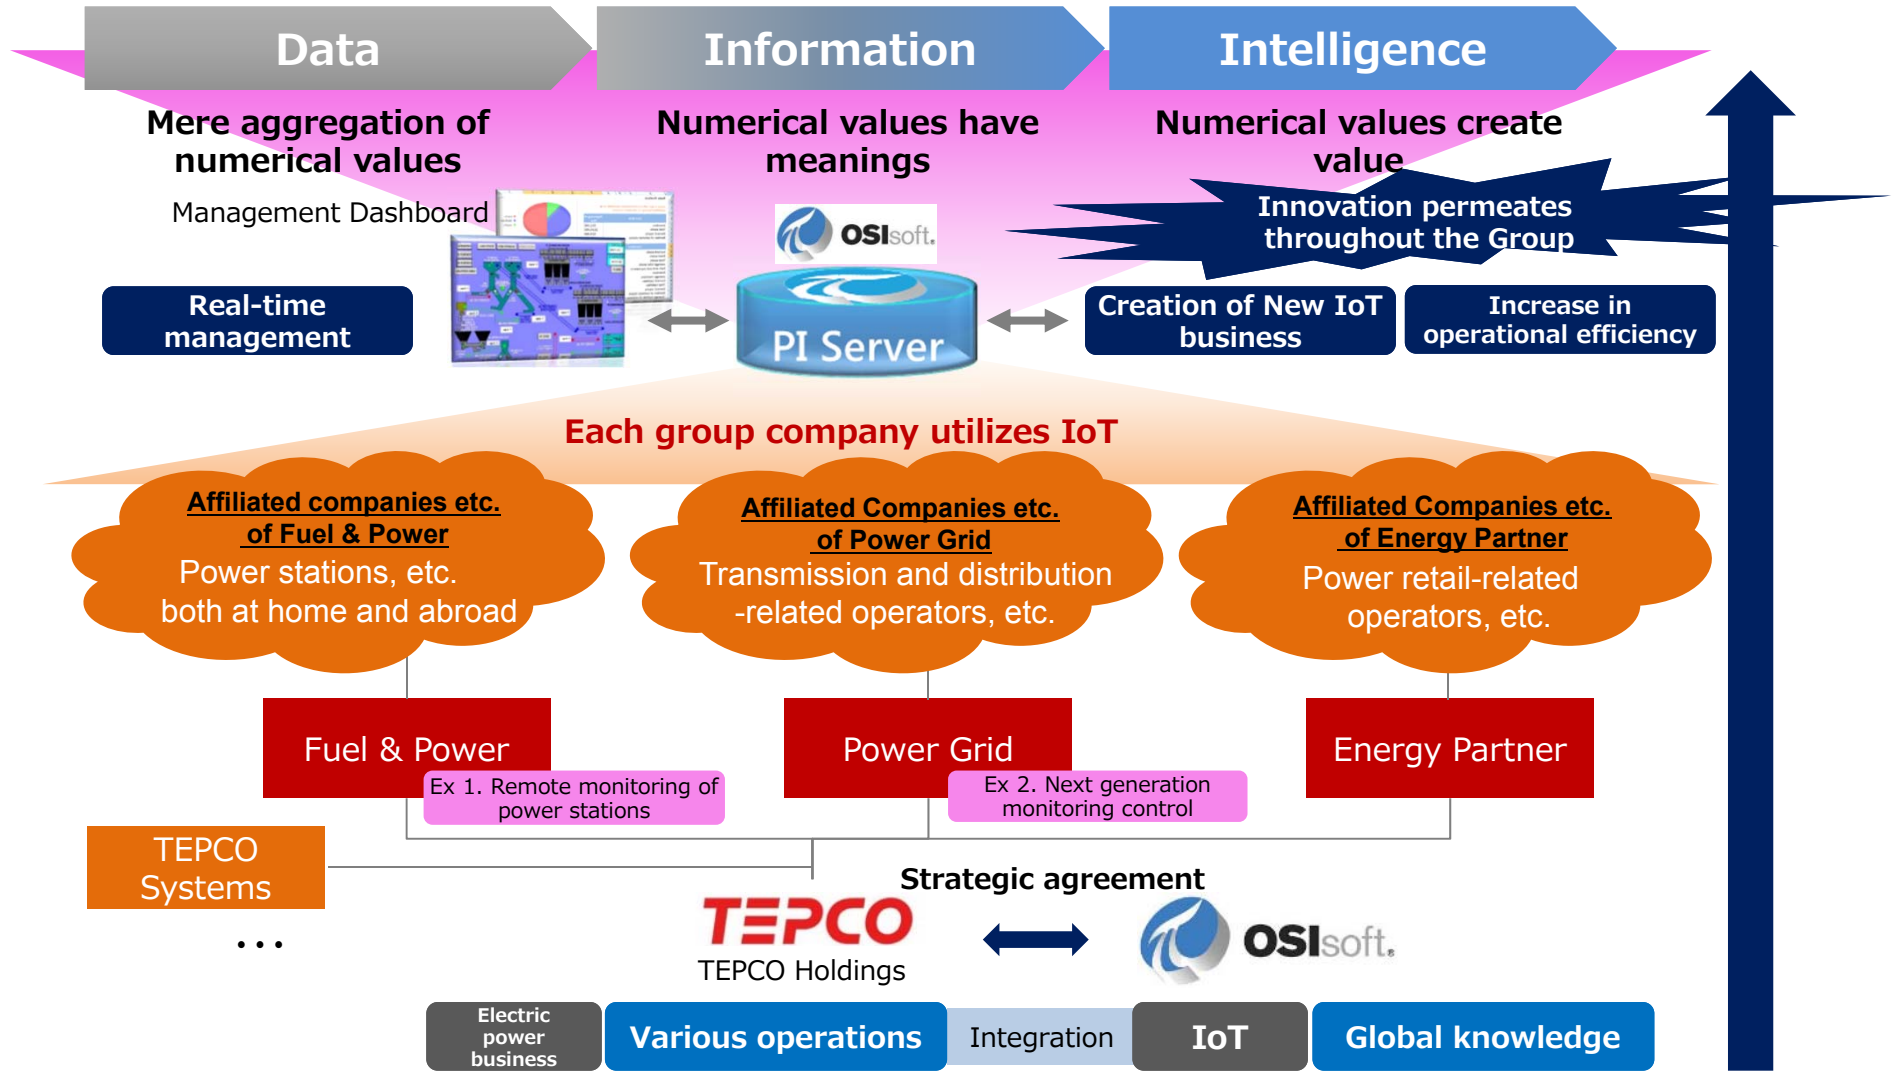 Data
Information
Intelligence
Mere aggregation of
numerical values
Numerical values have
meanings
Numerical values create
value
Management Dashboard
OSIsoft.
Innovation permeates
throughout the Group
Real-time
management
PI Server
Creation of New IoT
business
Increase in
operational efficiency
Each group company utilizes IoT
Affiliated companies etc.
of Fuel & Power
Power stations, etc.
both at home and abroad
Affiliated Companies etc.
of Power Grid
Transmission and distribution
-related operators, etc.
Affiliated Companies etc.
of Energy Partner
Power retail-related
operators, etc.
Fuel & Power
Power Grid
Energy Partner
Ex 1. Remote monitoring of
power stations
Ex 2. Next generation
monitoring control
TEPCO
Systems
...
Strategic agreement
TEPCO
TEPCO Holdings
OSIsoft.
Electric
power
business
Various operations
Integration
IoT
Global knowledge